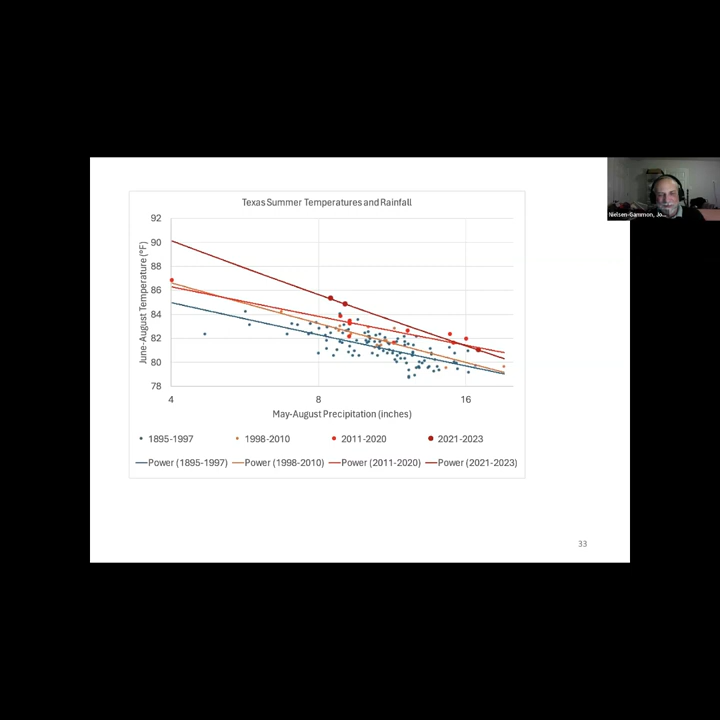 Texas Summer Temperatures and Rainfall
92
90
88
86
84
82
80
78
June-August Temperature (°F)
4
8
16
May-August Precipitation (inches)
1895-1997
1998-2010
2011-2020
2021-2023
Power (1895-1997)
Power (1998-2010)
Power (2011-2020)
Power (2021-2023)
33
Nielsen-Gammon, Jo...